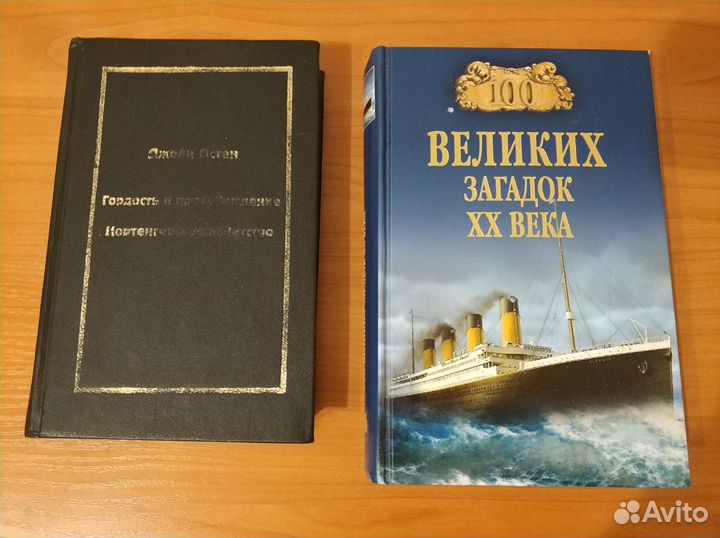 Джейн Остен
Гордость и предубеждение
Нортенгерское аббатство
100
ВЕЛИКИХ
ЗАГАДОК
XX ВЕКА
Avito